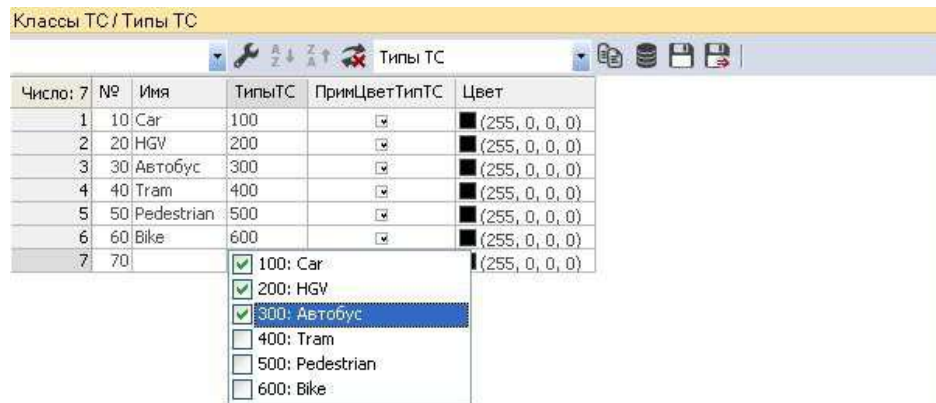 Классы ТС / Типы ТС
Типы ТС
Число: 7 № Имя ТипыТС ПримЦветТипТС Цвет
1 10 Car 100 (255, 0, 0, 0)
2 20 HGV 200 (255, 0, 0, 0)
3 30 Автобус 300 (255, 0, 0, 0)
4 40 Tram 400 (255, 0, 0, 0)
5 50 Pedestrian 500 (255, 0, 0, 0)
6 60 Bike 600 (255, 0, 0, 0)
7 70 (255, 0, 0, 0)
100: Car
200: HGV
300: Автобус
400: Tram
500: Pedestrian
600: Bike